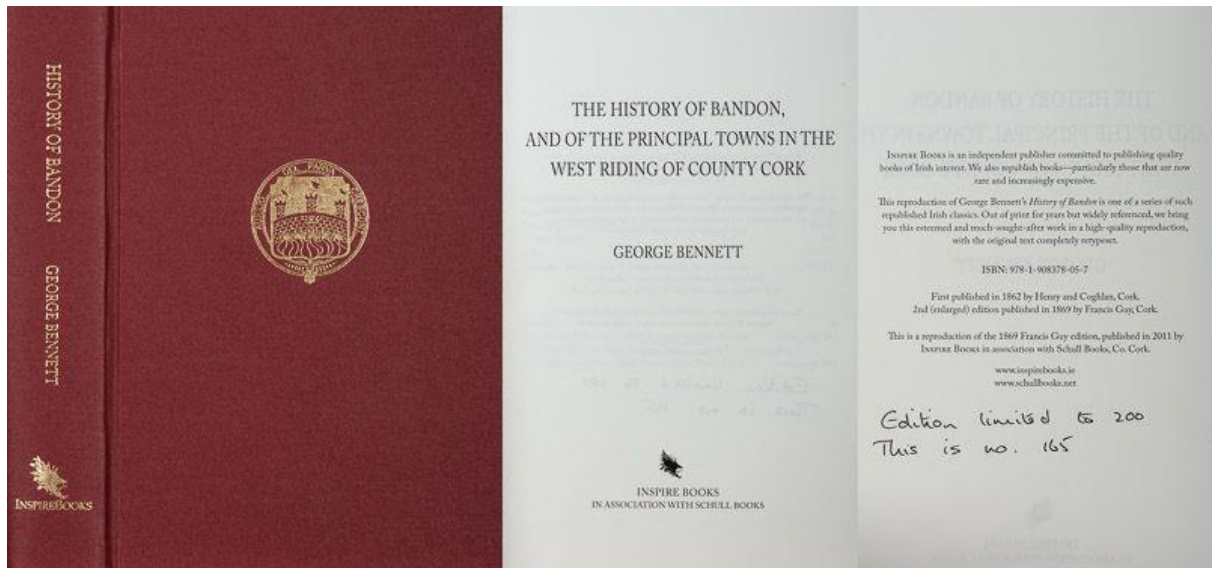 HISTORY OF BANDON
GEORGE BENNETT
INSPIREBOOKS
THE HISTORY OF BANDON,
AND OF THE PRINCIPAL TOWNS IN THE
WEST RIDING OF COUNTY CORK
GEORGE BENNETT
INSPIRE BOOKS
IN ASSOCIATION WITH SCHULL BOOKS
INSPIRE BOOKS is an independent publisher committed to publishing quality
books of Irish interest. We also republish books—particularly those that are now
rare and increasingly expensive.
This reproduction of George Bennett's History of Bandon is one of a series of such
republished Irish classics. Out of print for years but widely referenced, we bring
you this esteemed and much-sought-after work in a high-quality reproduction,
with the original text completely retypeset.
ISBN: 978-1-908378-05-7
First published in 1862 by Henry and Coghlan, Cork.
2nd (enlarged) edition published in 1869 by Francis Guy, Cork.
This is a reproduction of the 1869 Francis Guy edition, published in 2011 by
INSPIRE BOOKS in association with Schull Books, Co. Cork.
www.inspirebooks.ie
www.schullbooks.net
Edition limited to 200
This is no. 165